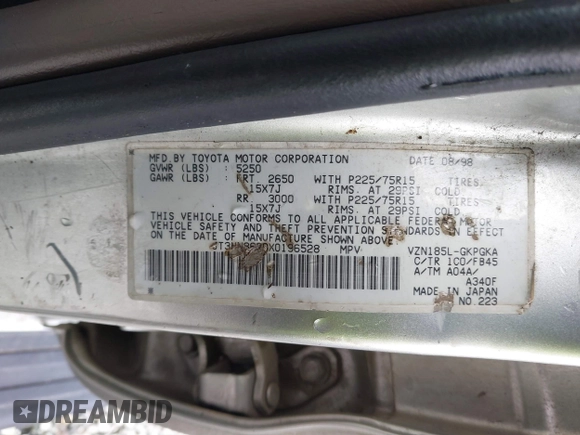 MFD. BY TOYOTA MOTOR CORPORATION DATE 08/98
GVWR (LBS) : 5250
GAWR (LBS) : FRT 2650 WITH P225/75R15 TIRES.
15X7J RIMS. AT 29PSI COLD
RR 3000 WITH P225/75R15 TIRES.
15X7J RIMS. AT 29PSI COLD
THIS VEHICLE CONFORMS TO ALL APPLICABLE FEDERAL MOTOR
VEHICLE SAFETY AND THEFT PREVENTION STANDARDS IN EFFECT
ON THE DATE OF MANUFACTURE SHOWN ABOVE.
MPV VZN185L-GKPGKA
C/TR 1CO/FB45
A/TM A04A/
A340F
MADE IN JAPAN
NO.223
DREAMBID